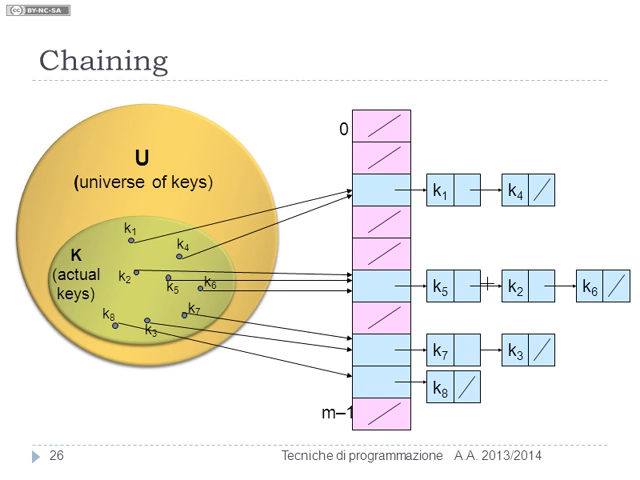 cc BY-NC-SA
Chaining
U
(universe of keys)
K
(actual
keys)
k1
k4
k2
k5
k6
k7
k8
k3
0
m–1
k1 k4
k5 k2 k6
k7 k3
k8
26 Tecniche di programmazione A.A. 2013/2014